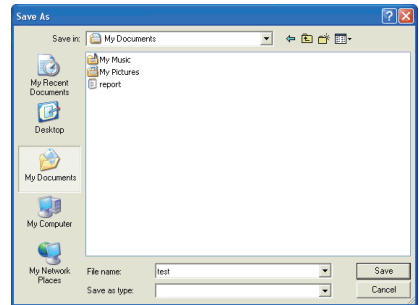 Save As
Save in: My Documents
My Music
My Pictures
report
My Recent
Documents
Desktop
My Documents
My Computer
My Network
Places
File name: test Save
Save as type: Cancel